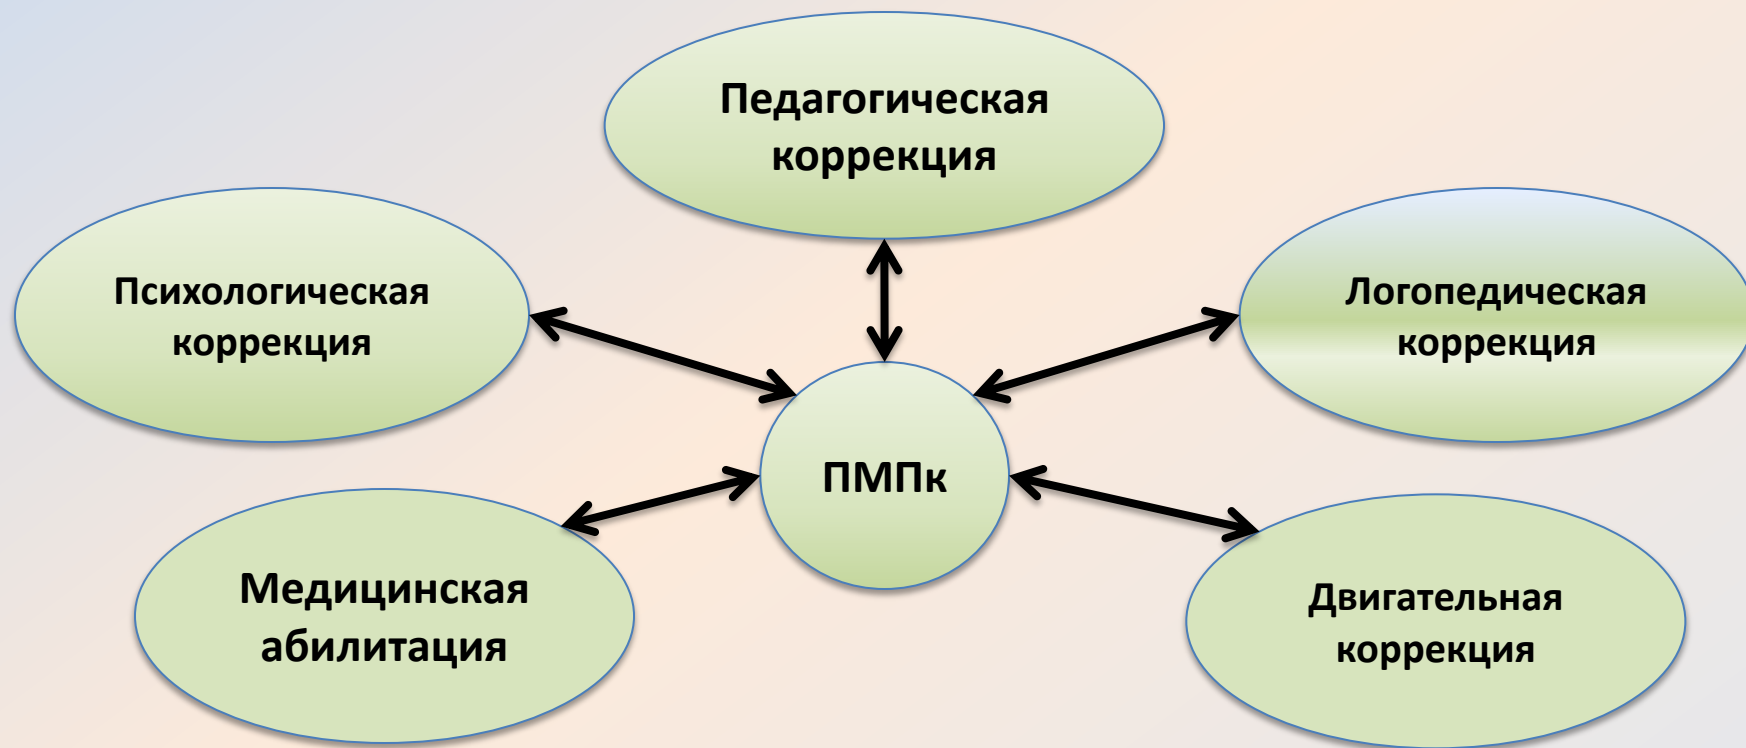 Педагогическая
коррекция
Психологическая
коррекция
Логопедическая
коррекция
ПМПк
Медицинская
абилитация
Двигательная
коррекция